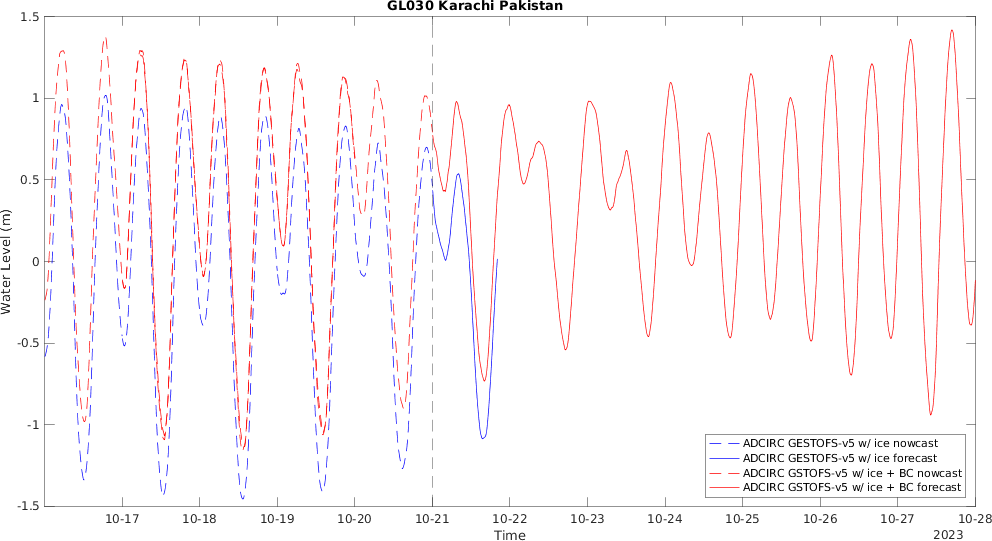 GL030 Karachi Pakistan
1.5
1
0.5
0
-0.5
-1
-1.5
Water Level (m)
ADCIRC GESTOFS-v5 w/ ice nowcast
ADCIRC GESTOFS-v5 w/ ice forecast
ADCIRC GSTOFS-v5 w/ ice + BC nowcast
ADCIRC GSTOFS-v5 w/ ice + BC forecast
10-17 10-18 10-19 10-20 10-21 10-22 10-23 10-24 10-25 10-26 10-27 10-28
Time
2023